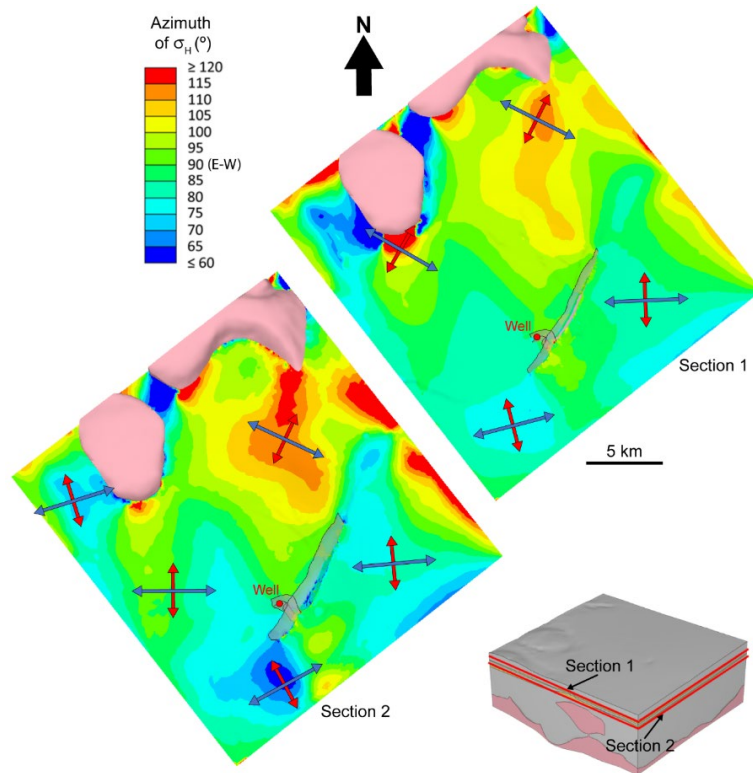 Azimuth
of σH (º)
≥ 120
115
110
105
100
95
90 (E-W)
85
80
75
70
65
≤ 60
N
Well
Section 1
5 km
Well
Section 2
Section 1
Section 2